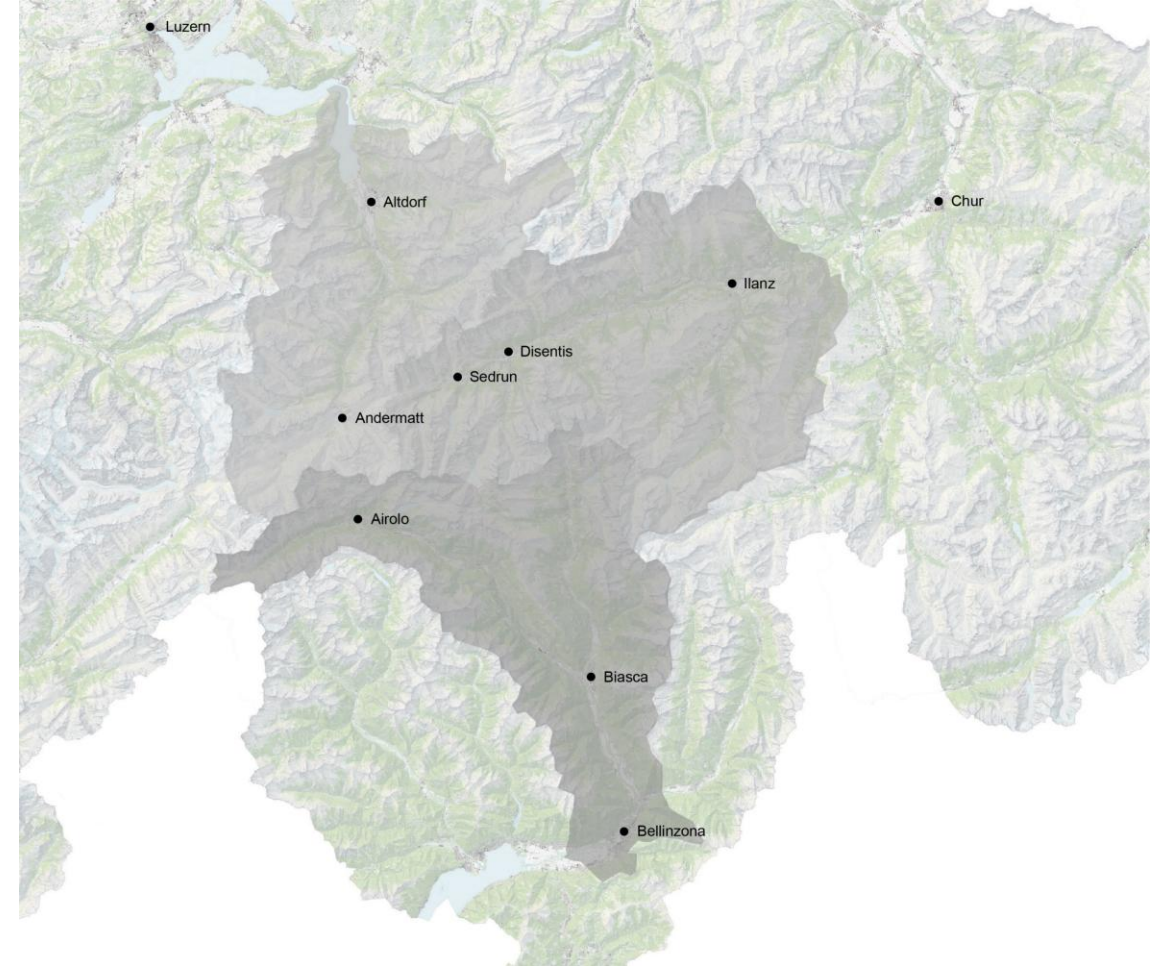 Luzern
Altdorf
Chur
Ilanz
Disentis
Sedrun
Andermatt
Airolo
Biasca
Bellinzona